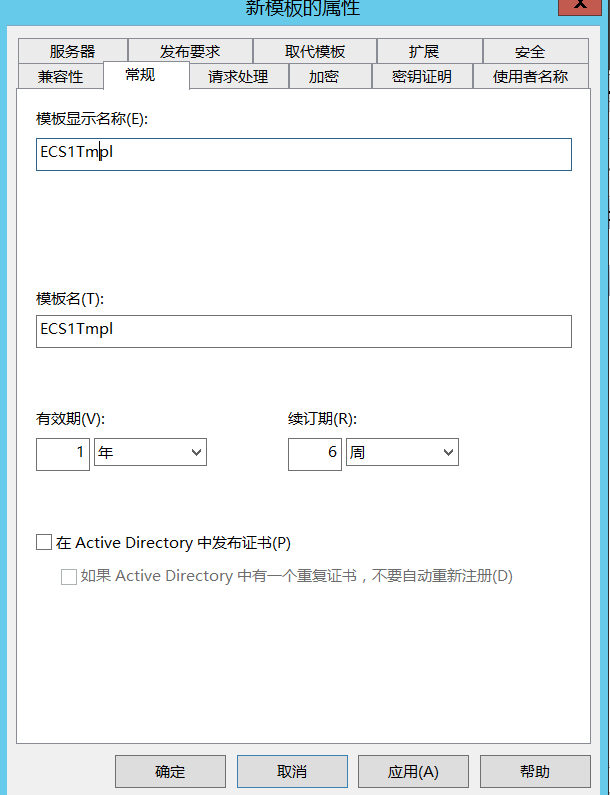 新模板的属性
服务器 发布要求 取代模板 扩展 安全
兼容性 常规 请求处理 加密 密钥证明 使用者名称
模板显示名称(E):
ECS1Tmpl
模板名(T):
ECS1Tmpl
有效期(V): 续订期(R):
1 年 6 周
在 Active Directory 中发布证书(P)
如果 Active Directory 中有一个重复证书，不要自动重新注册(D)
确定 取消 应用(A) 帮助